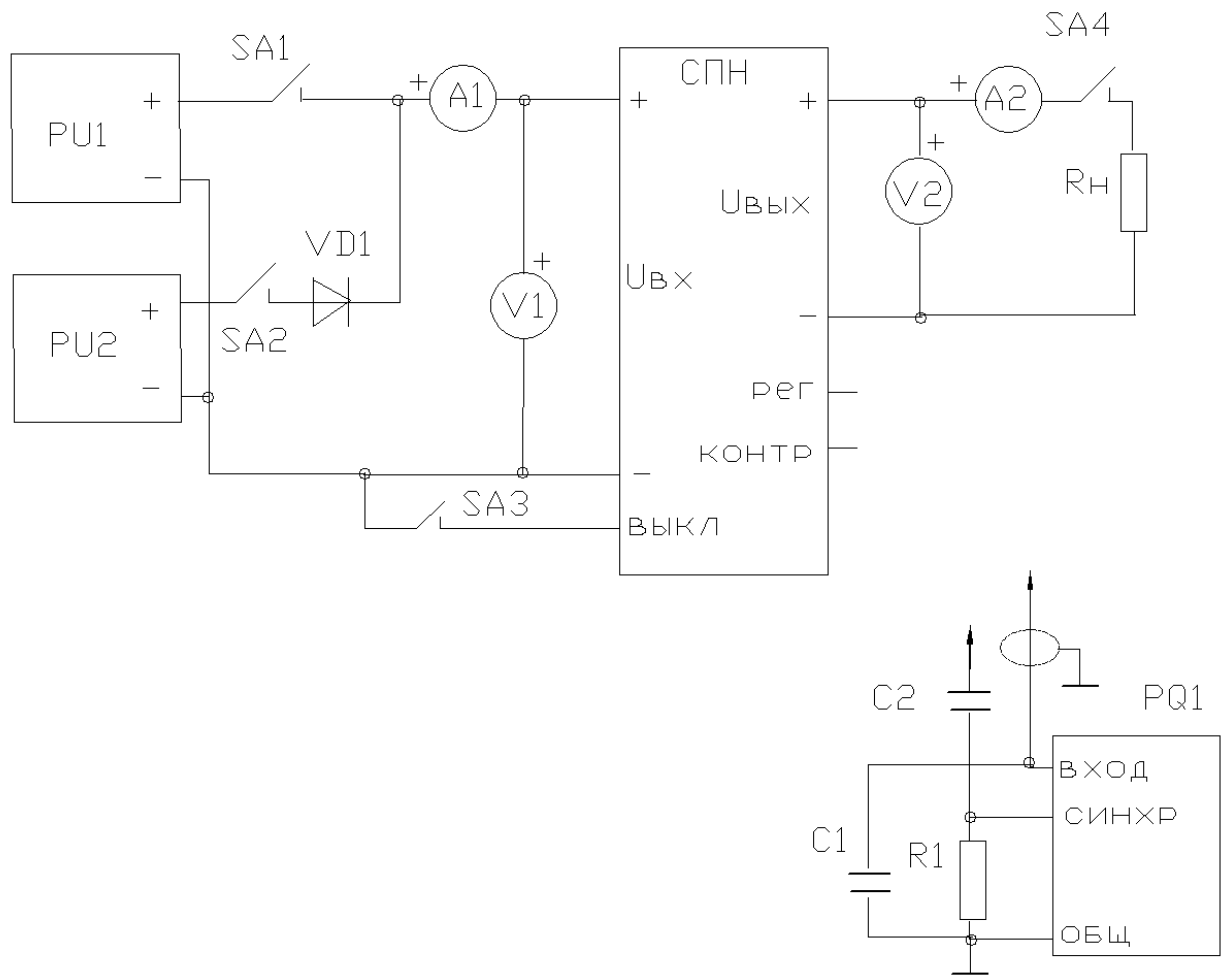 SA1
SA4
СПН
+ A1
+ A2
+
+
+
PU1
+
V2
Rн
−
Uвых
VD1
+
Uвх
V1
+
PU2
SA2
−
−
рег
контр
−
SA3
выкл
C2
PQ1
вход
синхр
C1
R1
общ